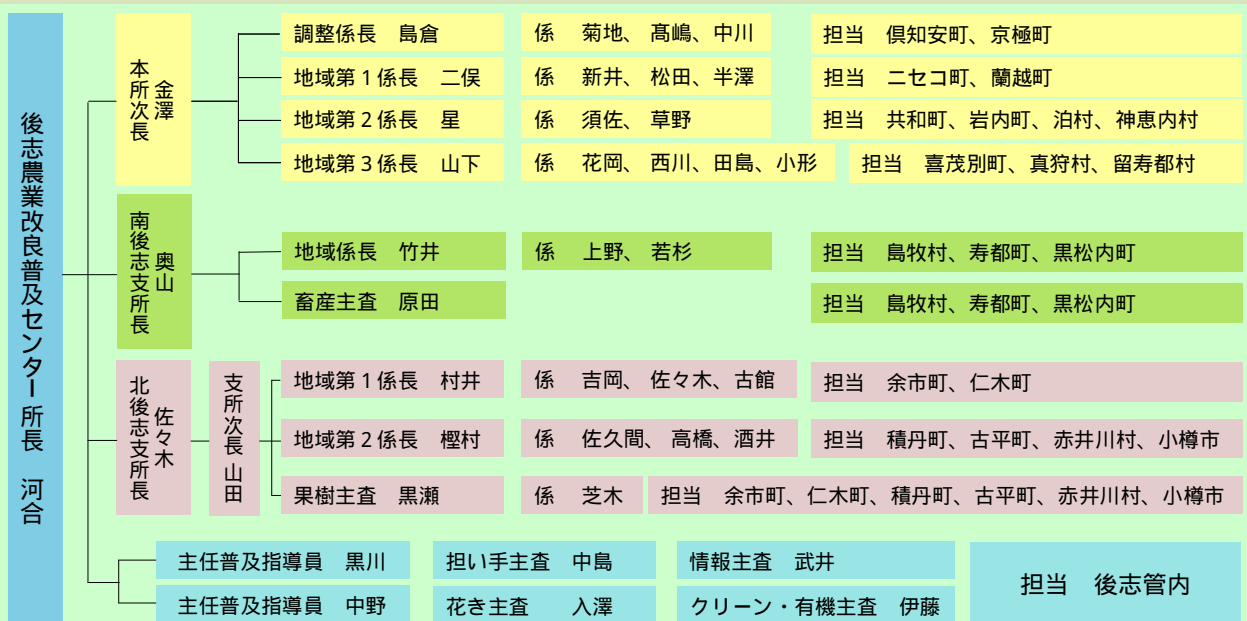 後志農業改良普及センター所長　河合
本所次長
金澤
調整係長　島倉　係　菊地、髙嶋、中川　担当　倶知安町、京極町
地域第1係長　二俣　係　新井、松田、半澤　担当　ニセコ町、蘭越町
地域第2係長　星　係　須佐、草野　担当　共和町、岩内町、泊村、神恵内村
地域第3係長　山下　係　花岡、西川、田島、小形　担当　喜茂別町、真狩村、留寿都村
南後志支所長
奥山
地域係長　竹井　係　上野、若杉　担当　島牧村、寿都町、黒松内町
畜産主査　原田　担当　島牧村、寿都町、黒松内町
北後志支所長
佐々木
支所次長　山田
地域第1係長　村井　係　吉岡、佐々木、古館　担当　余市町、仁木町
地域第2係長　樫村　係　佐久間、高橋、酒井　担当　積丹町、古平町、赤井川村、小樽市
果樹主査　黒瀬　係　芝木　担当　余市町、仁木町、積丹町、古平町、赤井川村、小樽市
主任普及指導員　黒川　担い手主査　中島　情報主査　武井
主任普及指導員　中野　花き主査　入澤　クリーン・有機主査　伊藤
担当　後志管内